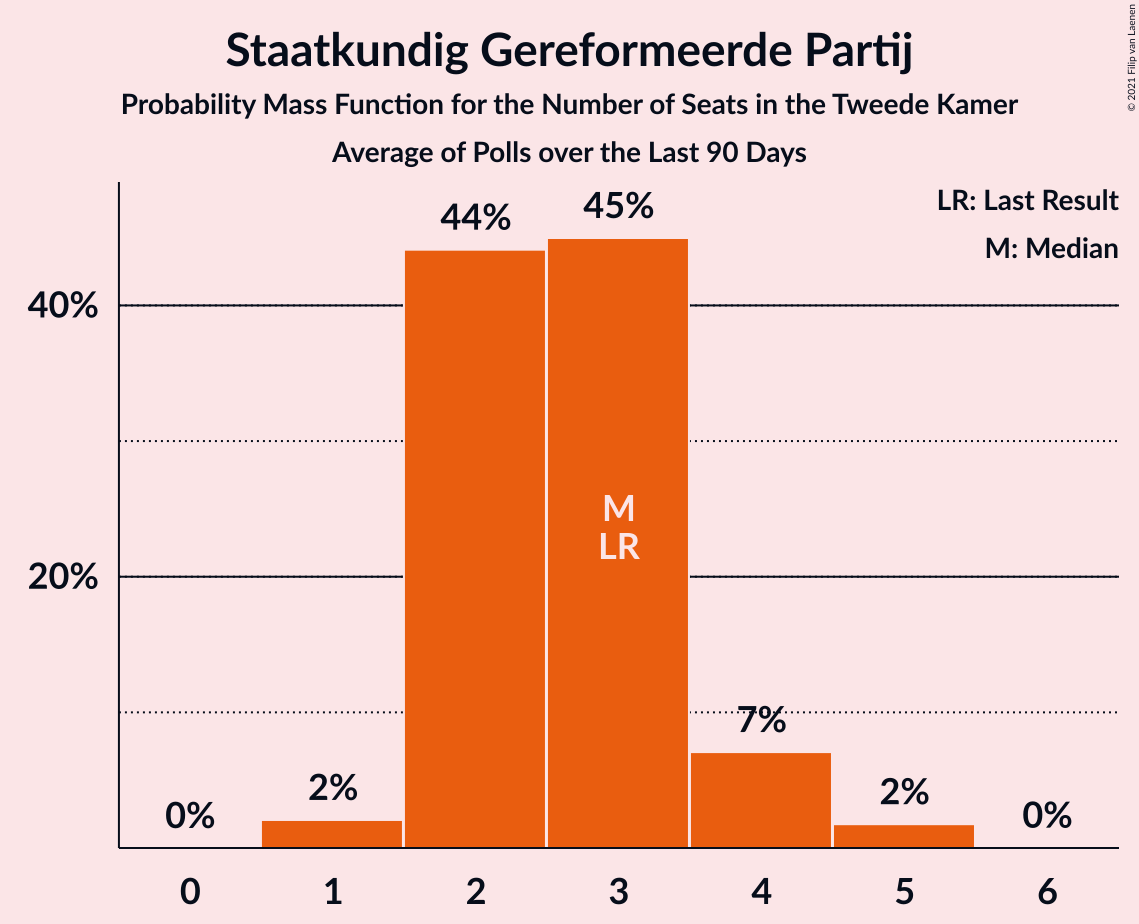 Staatkundig Gereformeerde Partij
Probability Mass Function for the Number of Seats in the Tweede Kamer
Average of Polls over the Last 90 Days
© 2021 Filip van Laenen
LR: Last Result
M: Median
40%
20%
0%
2%
44%
45%
7%
2%
0%
M
LR
0 1 2 3 4 5 6